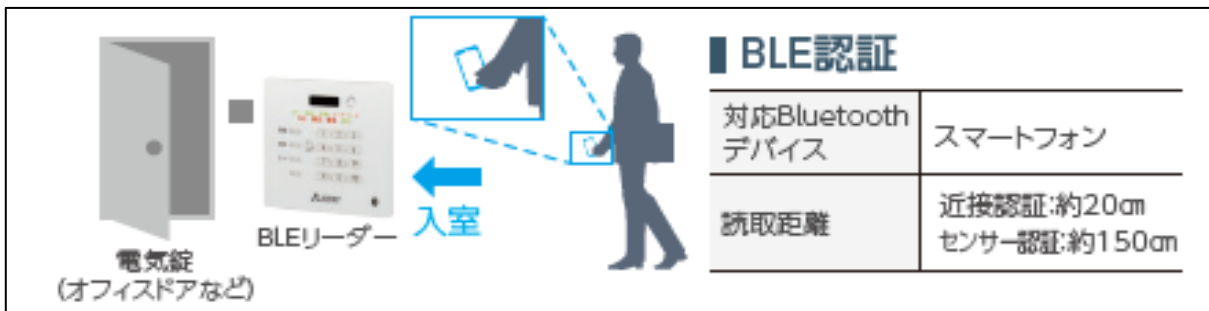 電気錠
(オフィスドアなど)
BLEリーダー
入室
BLE認証
対応Bluetooth
デバイス
スマートフォン
読取距離
近接認証:約20㎝
センサー認証:約150㎝